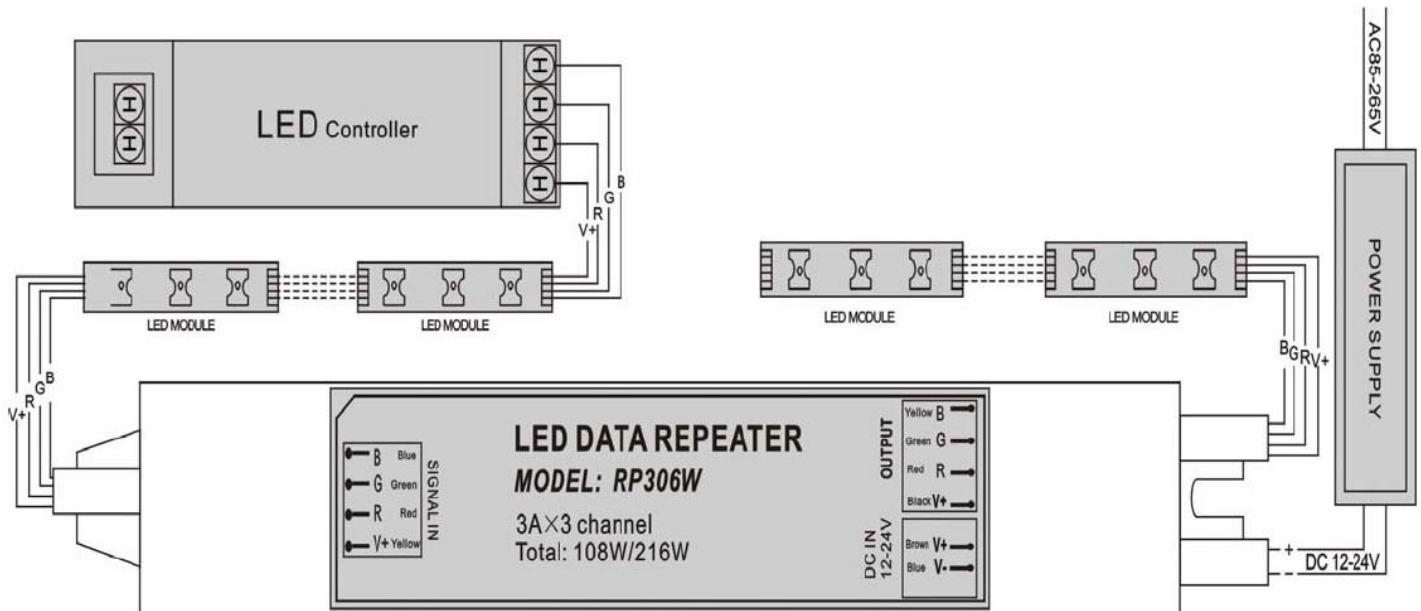 LED Controller
B
G
R
V+
LED MODULE
LED MODULE
V+
R
G
B
AC85-265V
POWER SUPPLY
LED MODULE
LED MODULE
B
G
R
V+
DC 12-24V
+
LED DATA REPEATER
MODEL: RP306W
3A×3 channel
Total: 108W/216W
SIGNAL IN
B Blue
G Green
R Red
V+ Yellow
OUTPUT
Yellow B
Green G
Red R
Black V+
DC IN
12-24V
Brown V+
Blue V-